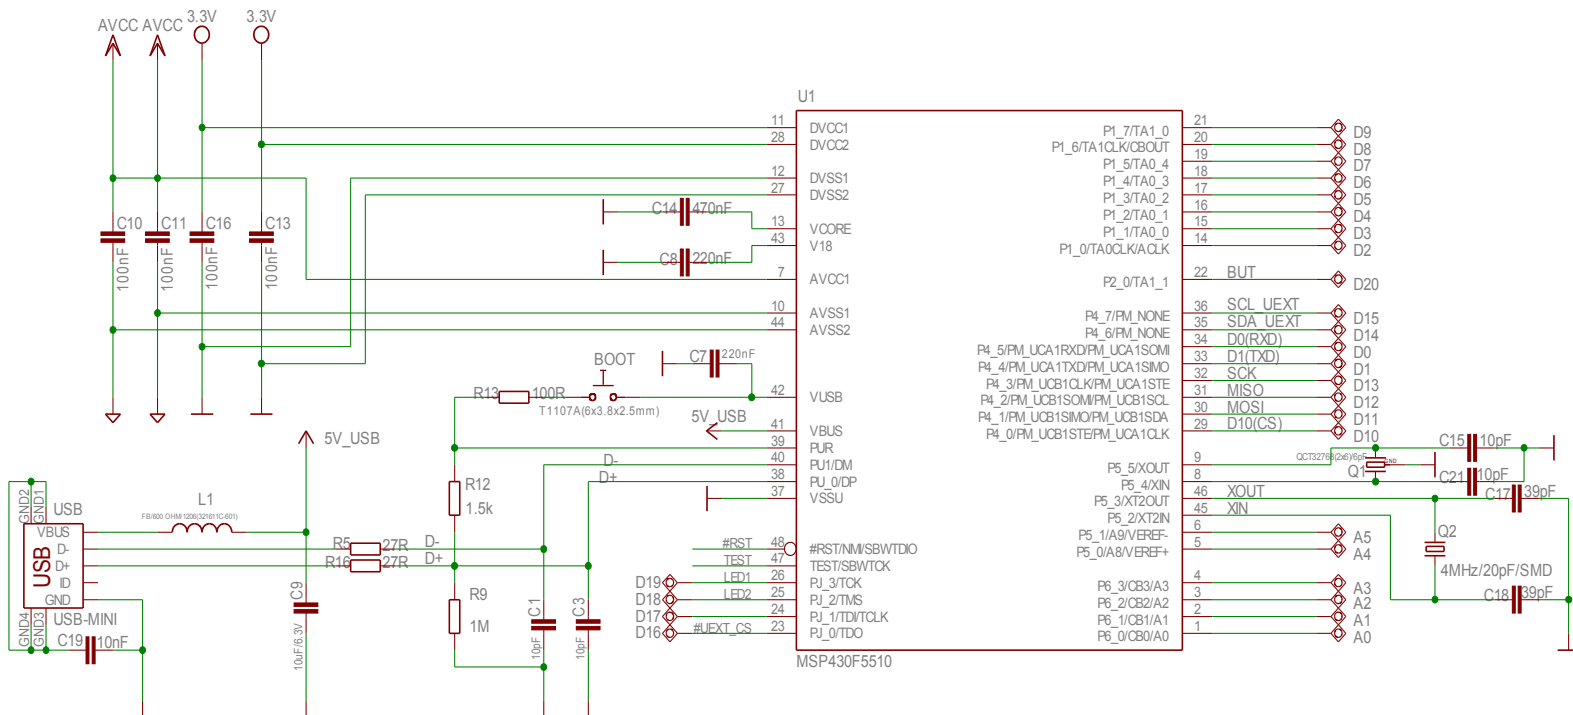 AVCC AVCC 3.3V 3.3V
U1
11 DVCC1
28 DVCC2
12 DVSS1
27 DVSS2
13 VCORE
43 V18
7 AVCC1
10 AVSS1
44 AVSS2
42 VUSB
41 VBUS
39 PUR
40 PU1/DM
38 PU_0/DP
37 VSSU
48 #RST/NMI/SBWTDIO
47 TEST/SBWTCK
26 PJ_3/TCK
25 PJ_2/TMS
24 PJ_1/TDI/TCLK
23 PJ_0/TDO
MSP430F5510
P1_7/TA1_0 21 D9
P1_6/TA1CLK/CBOUT 20 D8
P1_5/TA0_4 19 D7
P1_4/TA0_3 18 D6
P1_3/TA0_2 17 D5
P1_2/TA0_1 16 D4
P1_1/TA0_0 15 D3
P1_0/TA0CLK/ACLK 14 D2
P2_0/TA1_1 22 BUT D20
P4_7/PM_NONE 36 SCL_UEXT D15
P4_6/PM_NONE 35 SDA_UEXT D14
P4_5/PM_UCA1RXD/PM_UCA1SOMI 34 D0(RXD) D0
P4_4/PM_UCA1TXD/PM_UCA1SIMO 33 D1(TXD) D1
P4_3/PM_UCB1CLK/PM_UCA1STE 32 SCK D13
P4_2/PM_UCB1SOMI/PM_UCB1SCL 31 MISO D12
P4_1/PM_UCB1SIMO/PM_UCB1SDA 30 MOSI D11
P4_0/PM_UCB1STE/PM_UCA1CLK 29 D10(CS) D10
P5_5/XOUT 9
P5_4/XIN 8
P5_3/XT2OUT 46 XOUT
P5_2/XT2IN 45 XIN
P5_1/A9/VEREF- 6 A5
P5_0/A8/VEREF+ 5 A4
P6_3/CB3/A3 4 A3
P6_2/CB2/A2 3 A2
P6_1/CB1/A1 2 A1
P6_0/CB0/A0 1 A0
C10 100nF
C11 100nF
C16 100nF
C13 100nF
C14 470nF
C8 220nF
C7 220nF
BOOT
R13 100R
T1107A(6x3.8x2.5mm)
5V_USB
5V_USB
D-
D+
R12
1.5k
L1
FB/600 OHM/1206(321611C-601)
GND2
GND1
USB
VBUS
D-
D+
ID
GND
USB
USB-MINI
GND4
GND3
C19 10nF
R5 27R D-
R16 27R D+
C9
10uF/6.3V
R9
1M
C1
10pF
C3
10pF
#RST
TEST
D19 LED1
D18 LED2
D17
D16 #UEXT_CS
C15 10pF
QCT32768(2x6)/6pF
GND
Q1
C21 10pF
C17 39pF
Q2
4MHz/20pF/SMD
C18 39pF